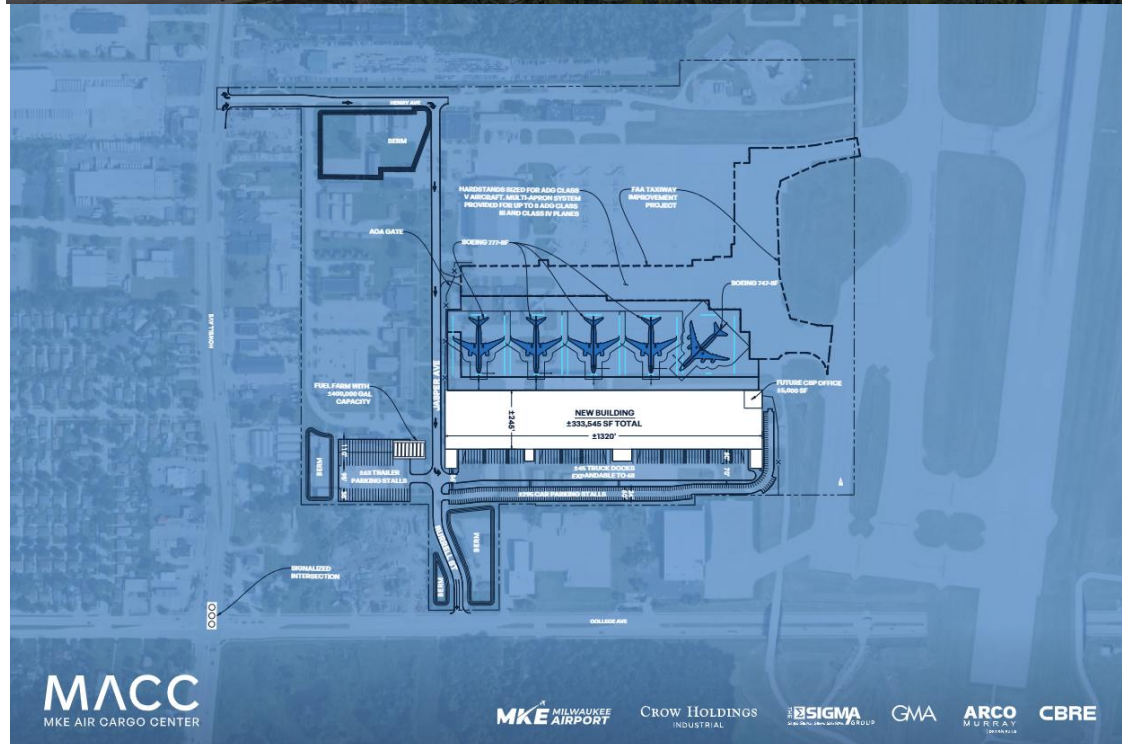 HENRY AVE
BERM
HARDSTANDS SIZED FOR ADG CLASS
V AIRCRAFT. MULTI-APRON SYSTEM
PROVIDED FOR UP TO 8 ADG CLASS
III AND CLASS IV PLANES
FAA TAXIWAY
IMPROVEMENT
PROJECT
AOA GATE
BOEING 777-8F
BOEING 747-8F
HOWELL AVE
JASPER AVE
FUEL FARM WITH
±400,000 GAL
CAPACITY
FUTURE CBP OFFICE
±5,000 SF
NEW BUILDING
±333,545 SF TOTAL
±245'
±1320'
BERM
TRAILER
PARKING STALLS
±45 TRUCK DOCKS
EXPANDABLE TO
CAR PARKING STALLS
BERM
BERM
SIGNALIZED
INTERSECTION
COLLEGE AVE
MACC
MKE AIR CARGO CENTER
MKE MILWAUKEE
AIRPORT
CROW HOLDINGS
INDUSTRIAL
THE SIGMA GROUP
GMA
ARCO
MURRAY
CBRE